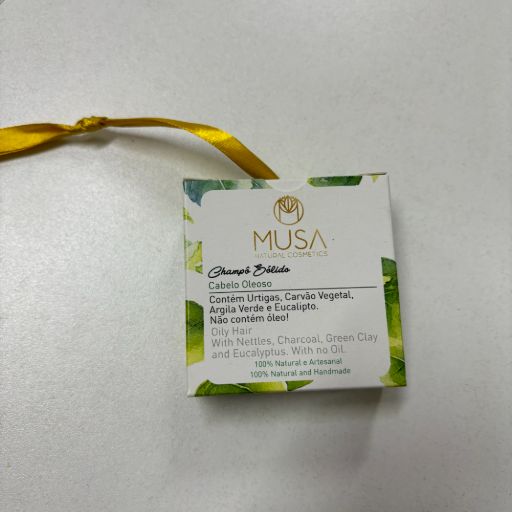 MUSA
NATURAL COSMETICS
Champô Sólido
Cabelo Oleoso
Contém Urtigas, Carvão Vegetal,
Argila Verde e Eucalipto.
Não contém óleo!
Oily Hair
With Nettles, Charcoal, Green Clay
and Eucalyptus. With no Oil.
100% Natural e Artesanal
100% Natural and Handmade